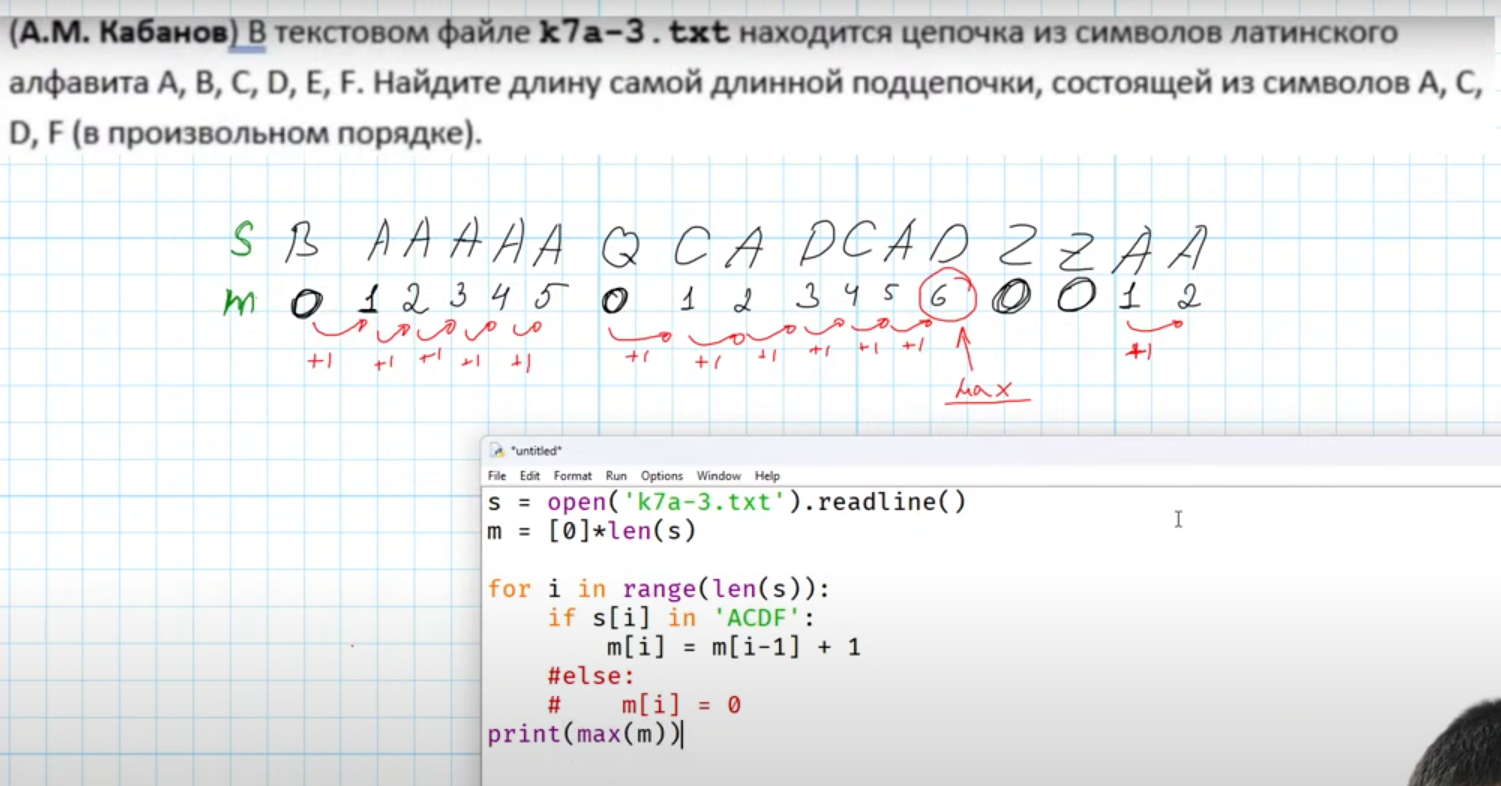 (А.М. Кабанов) В текстовом файле k7a-3.txt находится цепочка из символов латинского
алфавита A, B, C, D, E, F. Найдите длину самой длинной подцепочки, состоящей из символов A, C,
D, F (в произвольном порядке).
S B A A A A A Q C A D C A D Z Z A A
m 0 1 2 3 4 5 0 1 2 3 4 5 6 0 0 1 2
+1 +1 +1 +1 +1 +1 +1 +1 +1 +1 +1 +1
max
*untitled*
File Edit Format Run Options Window Help
s = open('k7a-3.txt').readline()
m = [0]*len(s)
for i in range(len(s)):
    if s[i] in 'ACDF':
        m[i] = m[i-1] + 1
    #else:
    #    m[i] = 0
print(max(m))